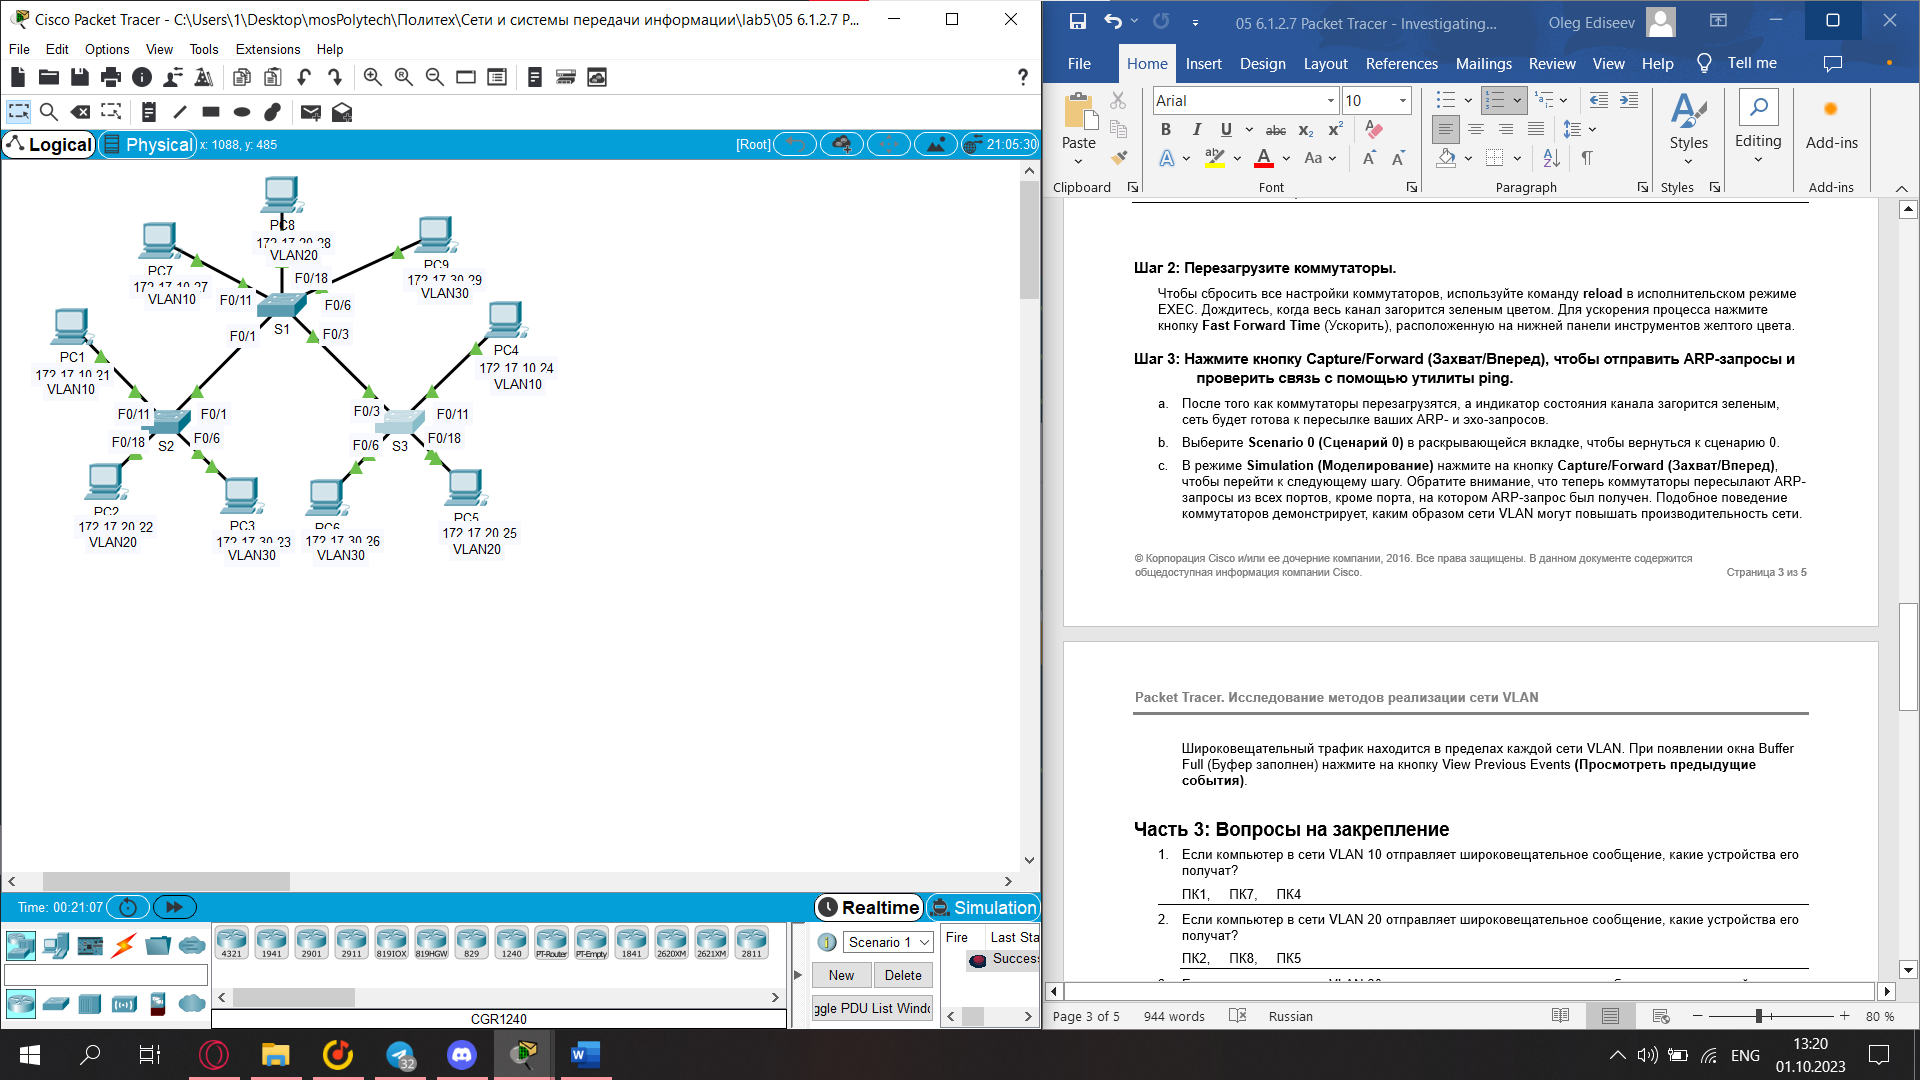 Cisco Packet Tracer - C:\Users\1\Desktop\mosPolytech\Политех\Сети и системы передачи информации\lab5\05 6.1.2.7 P...
File Edit Options View Tools Extensions Help
?
Logical Physical x: 1088, y: 485 [Root] 21:05:30
PC8
172.17.20.28
VLAN20
PC7
172.17.10.27
VLAN10
PC9
172.17.30.29
VLAN30
F0/18
F0/11
F0/6
S1
F0/1
F0/3
PC1
172.17.10.21
VLAN10
PC4
172.17.10.24
VLAN10
F0/11
F0/1
F0/18
F0/6
S2
F0/3
F0/11
F0/6
F0/18
S3
PC2
172.17.20.22
VLAN20
PC3
172.17.30.23
VLAN30
PC6
172.17.30.26
VLAN30
PC5
172.17.20.25
VLAN20
Time: 00:21:07
Realtime Simulation
4321 1941 2901 2911 819IOX 819HGW 829 1240 PT-Router PT-Empty 1841 2620XM 2621XM 2811
CGR1240
Scenario 1
New Delete
ggle PDU List Wind
Fire Last Sta
Succes
05 6.1.2.7 Packet Tracer - Investigating... Oleg Ediseev
File Home Insert Design Layout References Mailings Review View Help Tell me
Paste
Clipboard
Arial 10
B I U abc x₂ x²
A ab A Aa A A
Font
Paragraph
Styles
Styles
Editing
Add-ins
Add-ins
Шаг 2: Перезагрузите коммутаторы.
Чтобы сбросить все настройки коммутаторов, используйте команду reload в исполнительском режиме
EXEC. Дождитесь, когда весь канал загорится зеленым цветом. Для ускорения процесса нажмите
кнопку Fast Forward Time (Ускорить), расположенную на нижней панели инструментов желтого цвета.
Шаг 3: Нажмите кнопку Capture/Forward (Захват/Вперед), чтобы отправить ARP-запросы и
проверить связь с помощью утилиты ping.
a. После того как коммутаторы перезагрузятся, а индикатор состояния канала загорится зеленым,
сеть будет готова к пересылке ваших ARP- и эхо-запросов.
b. Выберите Scenario 0 (Сценарий 0) в раскрывающейся вкладке, чтобы вернуться к сценарию 0.
c. В режиме Simulation (Моделирование) нажмите на кнопку Capture/Forward (Захват/Вперед),
чтобы перейти к следующему шагу. Обратите внимание, что теперь коммутаторы пересылают ARP-
запросы из всех портов, кроме порта, на котором ARP-запрос был получен. Подобное поведение
коммутаторов демонстрирует, каким образом сети VLAN могут повышать производительность сети.
© Корпорация Cisco и/или ее дочерние компании, 2016. Все права защищены. В данном документе содержится
общедоступная информация компании Cisco. Страница 3 из 5
Packet Tracer. Исследование методов реализации сети VLAN
Широковещательный трафик находится в пределах каждой сети VLAN. При появлении окна Buffer
Full (Буфер заполнен) нажмите на кнопку View Previous Events (Просмотреть предыдущие
события).
Часть 3: Вопросы на закрепление
1. Если компьютер в сети VLAN 10 отправляет широковещательное сообщение, какие устройства его
получат?
ПК1, ПК7, ПК4
2. Если компьютер в сети VLAN 20 отправляет широковещательное сообщение, какие устройства его
получат?
ПК2, ПК8, ПК5
Page 3 of 5 944 words Russian 80 %
32
ENG
13:20
01.10.2023